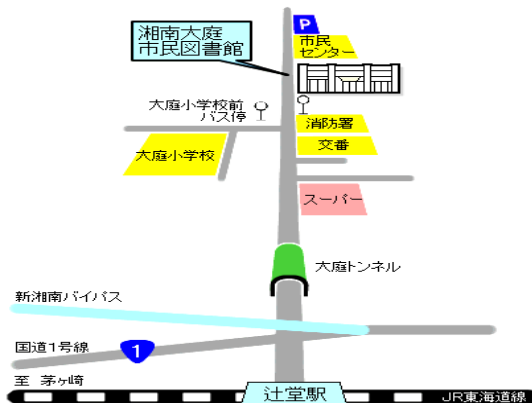 P
湘南大庭
市民図書館
市民
センター
大庭小学校前
バス停
消防署
交番
大庭小学校
スーパー
大庭トンネル
新湘南バイパス
国道1号線
1
至 茅ヶ崎
辻堂駅
JR東海道線